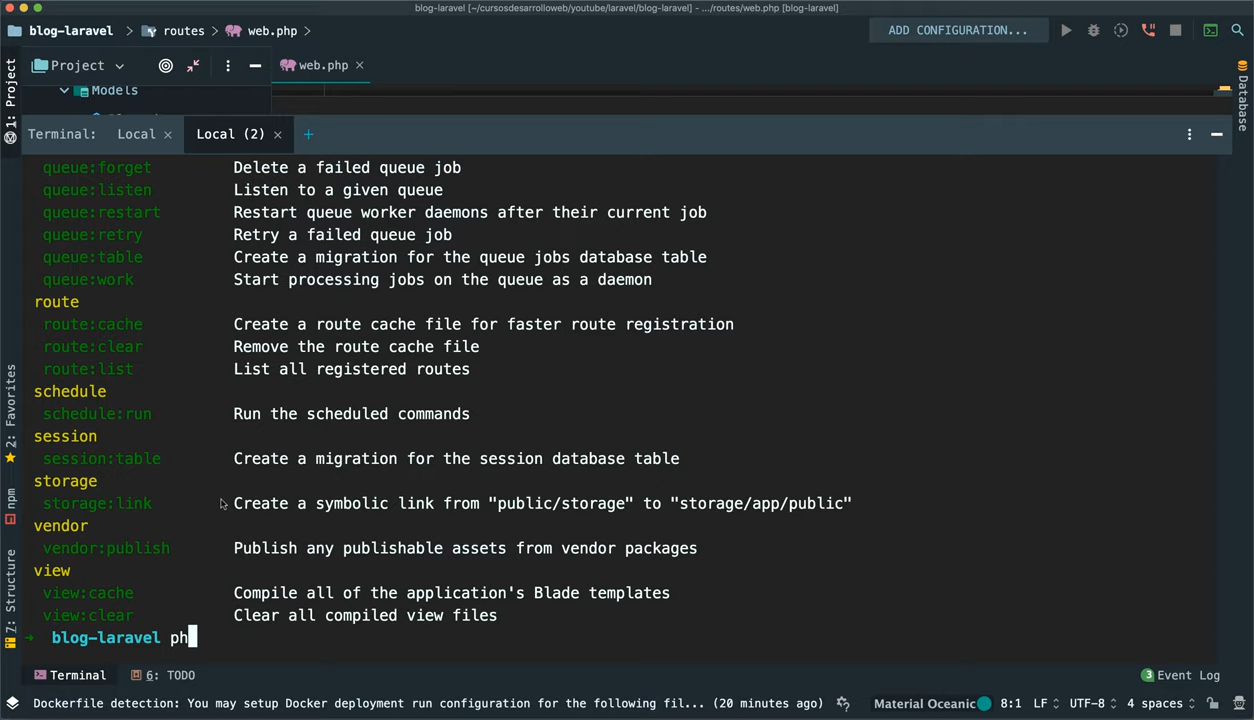 blog-laravel [~/cursosdesarrolloweb/youtube/laravel/blog-laravel] - .../routes/web.php [blog-laravel]
blog-laravel > routes > web.php >
ADD CONFIGURATION...
Project
web.php
Models
1: Project
Database
Terminal: Local Local (2) +
queue:forget Delete a failed queue job
queue:listen Listen to a given queue
queue:restart Restart queue worker daemons after their current job
queue:retry Retry a failed queue job
queue:table Create a migration for the queue jobs database table
queue:work Start processing jobs on the queue as a daemon
route
route:cache Create a route cache file for faster route registration
route:clear Remove the route cache file
route:list List all registered routes
schedule
schedule:run Run the scheduled commands
session
session:table Create a migration for the session database table
storage
storage:link Create a symbolic link from "public/storage" to "storage/app/public"
vendor
vendor:publish Publish any publishable assets from vendor packages
view
view:cache Compile all of the application's Blade templates
view:clear Clear all compiled view files
→ blog-laravel ph
2: Favorites
npm
7: Structure
Terminal 6: TODO
3 Event Log
Dockerfile detection: You may setup Docker deployment run configuration for the following fil... (20 minutes ago) Material Oceanic 8:1 LF UTF-8 4 spaces